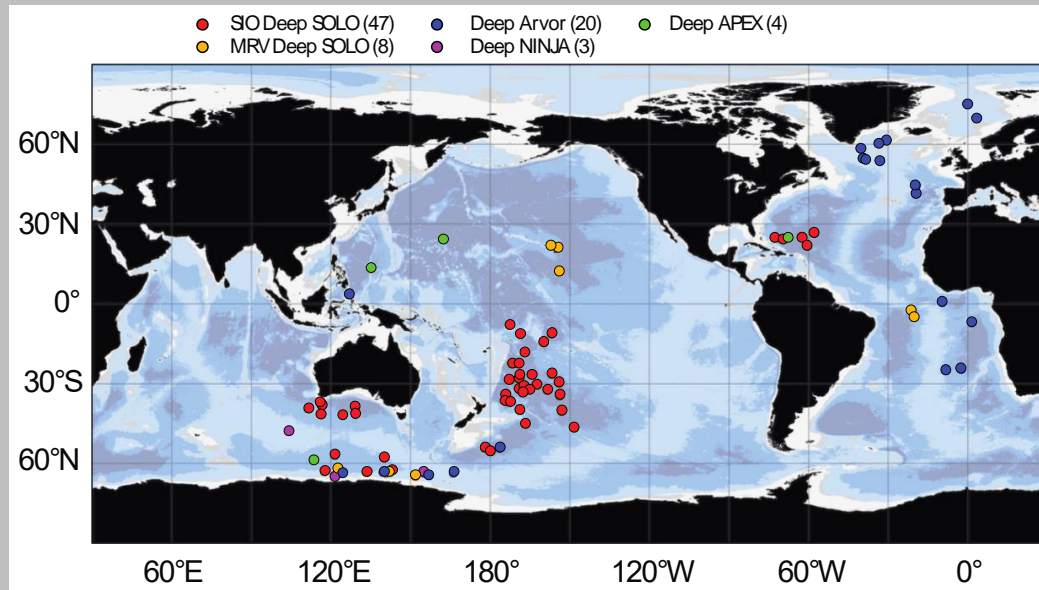 SIO Deep SOLO (47) Deep Arvor (20) Deep APEX (4)
MRV Deep SOLO (8) Deep NINJA (3)
60°N
30°N
0°
30°S
60°N
60°E 120°E 180° 120°W 60°W 0°